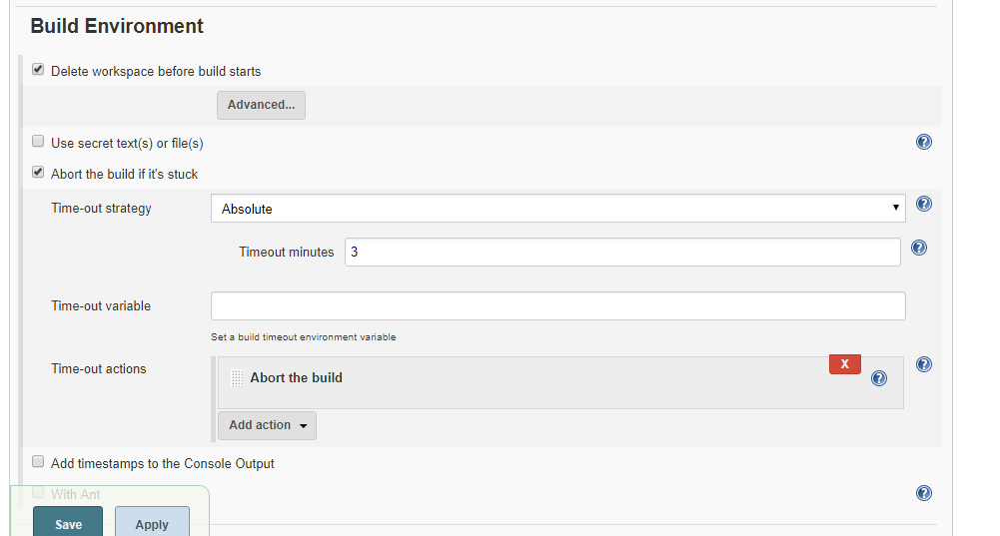 Build Environment
Delete workspace before build starts
Advanced...
Use secret text(s) or file(s)
?
Abort the build if it's stuck
Time-out strategy Absolute ?
Timeout minutes 3 ?
Time-out variable
Set a build timeout environment variable
Time-out actions Abort the build X ? ?
Add action
Add timestamps to the Console Output
With Ant ?
Save Apply